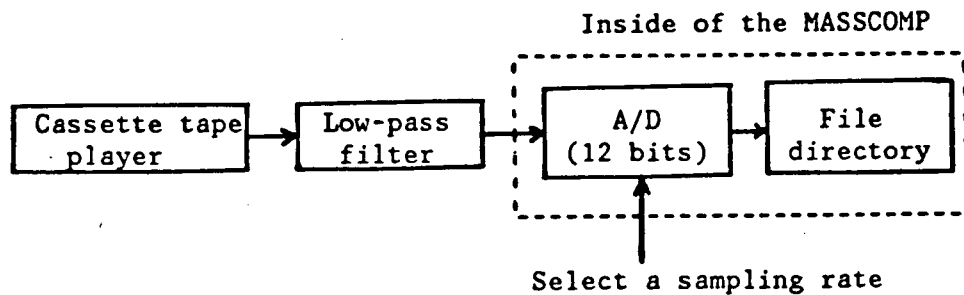 Inside of the MASSCOMP
Cassette tape
player
Low-pass
filter
A/D
(12 bits)
File
directory
Select a sampling rate